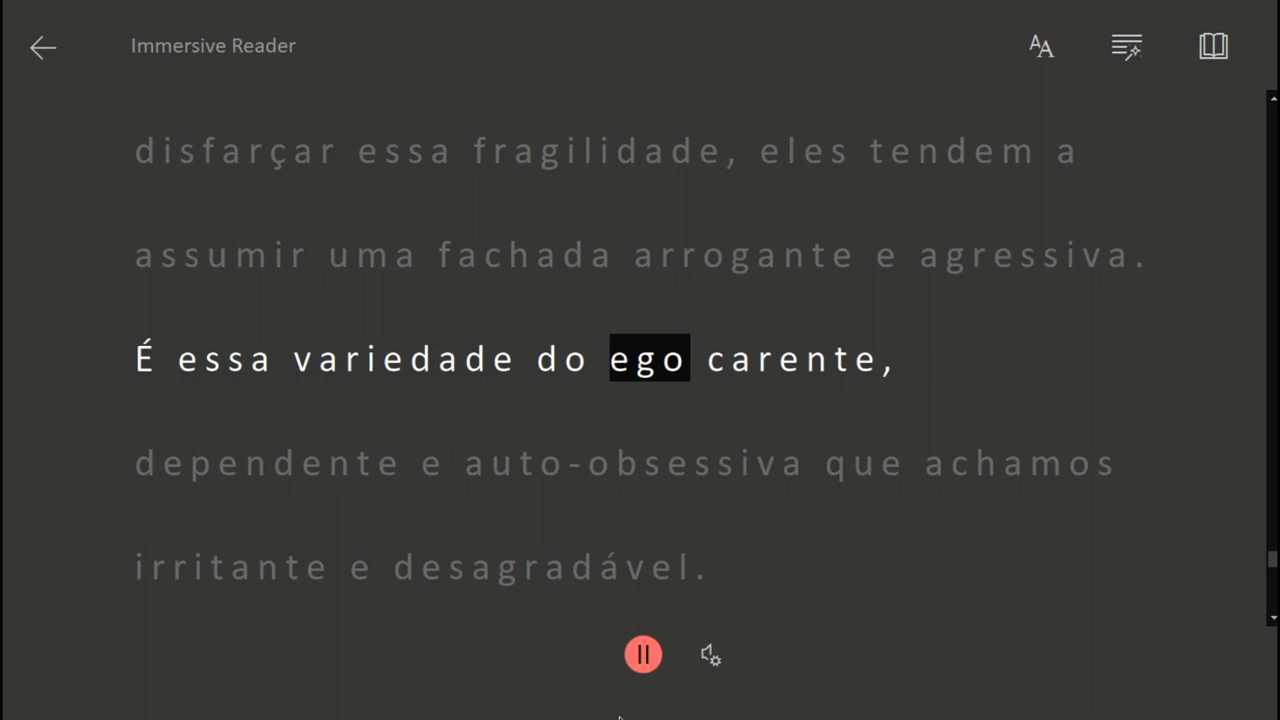 Immersive Reader
disfarçar essa fragilidade, eles tendem a
assumir uma fachada arrogante e agressiva.
É essa variedade do ego carente,
dependente e auto-obsessiva que achamos
irritante e desagradável.